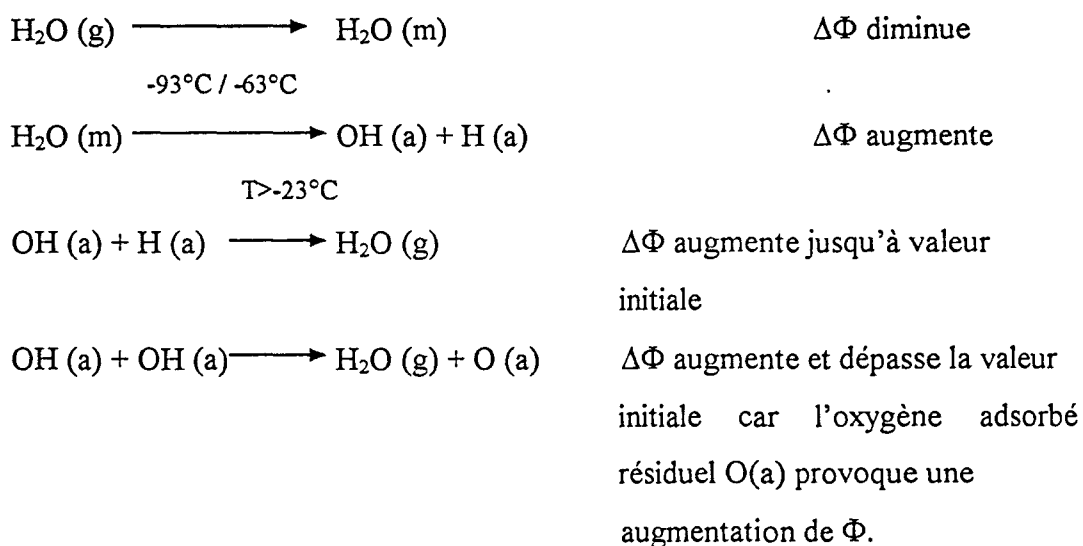 H₂O (g) ⟶ H₂O (m) ΔΦ diminue
-93°C / -63°C
H₂O (m) ⟶ OH (a) + H (a) ΔΦ augmente
T>-23°C
OH (a) + H (a) ⟶ H₂O (g) ΔΦ augmente jusqu'à valeur
initiale
OH (a) + OH (a) ⟶ H₂O (g) + O (a) ΔΦ augmente et dépasse la valeur
initiale car l'oxygène adsorbé
résiduel O(a) provoque une
augmentation de Φ.